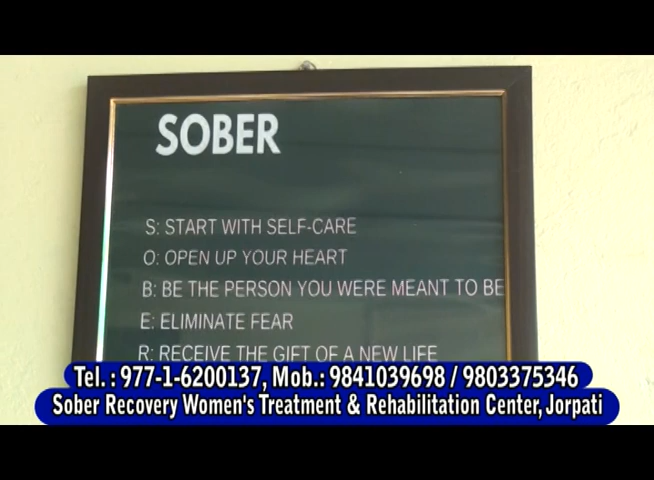 SOBER
S: START WITH SELF-CARE
O: OPEN UP YOUR HEART
B: BE THE PERSON YOU WERE MEANT TO BE
E: ELIMINATE FEAR
R: RECEIVE THE GIFT OF A NEW LIFE
Tel. : 977-1-6200137, Mob.: 9841039698 / 9803375346
Sober Recovery Women's Treatment & Rehabilitation Center, Jorpati